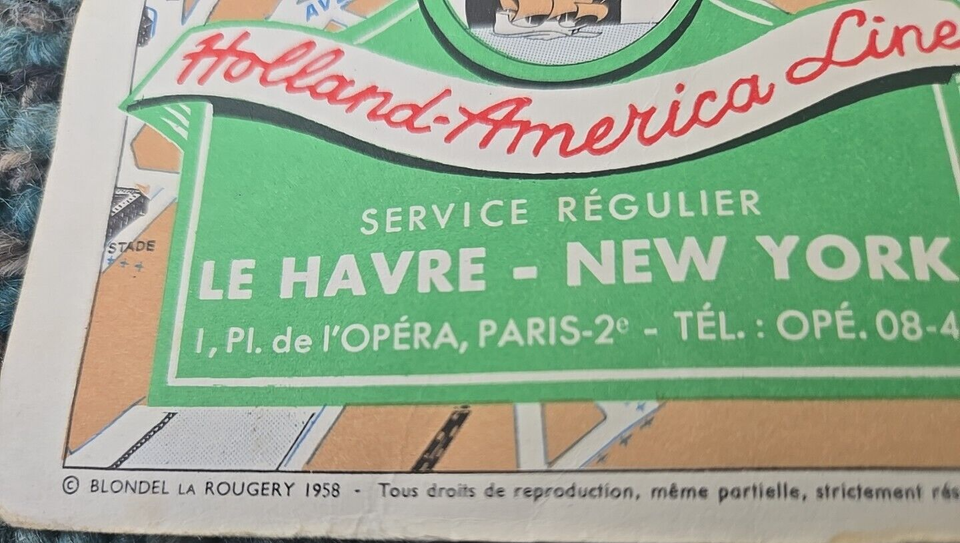 AV
Holland-America Line
SERVICE RÉGULIER
LE HAVRE - NEW YORK
STADE
1, Pl. de l'OPÉRA, PARIS-2e - TÉL. : OPÉ. 08-4
© BLONDEL LA ROUGERY 1958 - Tous droits de reproduction, même partielle, strictement rés